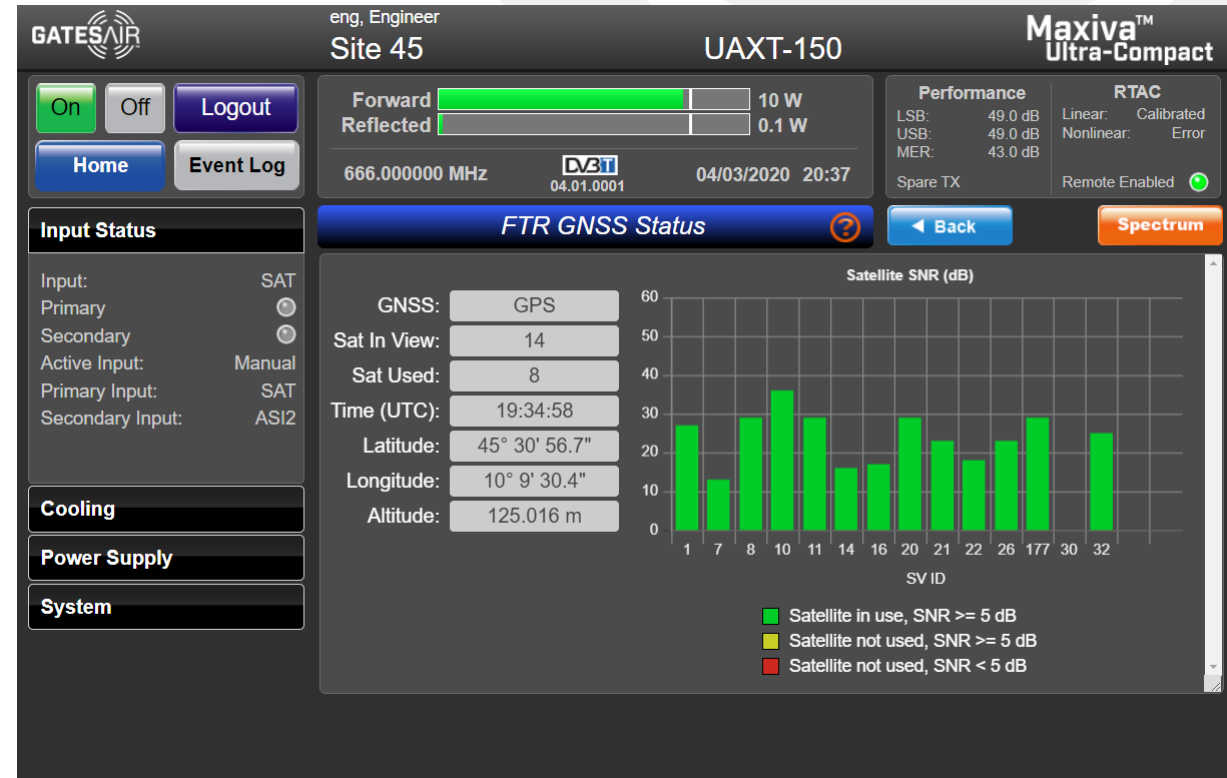 GATESAIR
eng, Engineer
Site 45
UAXT-150
Maxiva™
Ultra-Compact
On
Off
Logout
Home
Event Log
Forward
10 W
Reflected
0.1 W
666.000000 MHz
DVB T
04.01.0001
04/03/2020 20:37
Performance
LSB: 49.0 dB
USB: 49.0 dB
MER: 43.0 dB
Spare TX
RTAC
Linear: Calibrated
Nonlinear: Error
Remote Enabled
Input Status
FTR GNSS Status
?
Back
Spectrum
Input: SAT
Primary
Secondary
Active Input: Manual
Primary Input: SAT
Secondary Input: ASI2
Cooling
Power Supply
System
GNSS: GPS
Sat In View: 14
Sat Used: 8
Time (UTC): 19:34:58
Latitude: 45° 30' 56.7"
Longitude: 10° 9' 30.4"
Altitude: 125.016 m
Satellite SNR (dB)
60
50
40
30
20
10
0
1 7 8 10 11 14 16 20 21 22 26 177 30 32
SV ID
Satellite in use, SNR >= 5 dB
Satellite not used, SNR >= 5 dB
Satellite not used, SNR < 5 dB